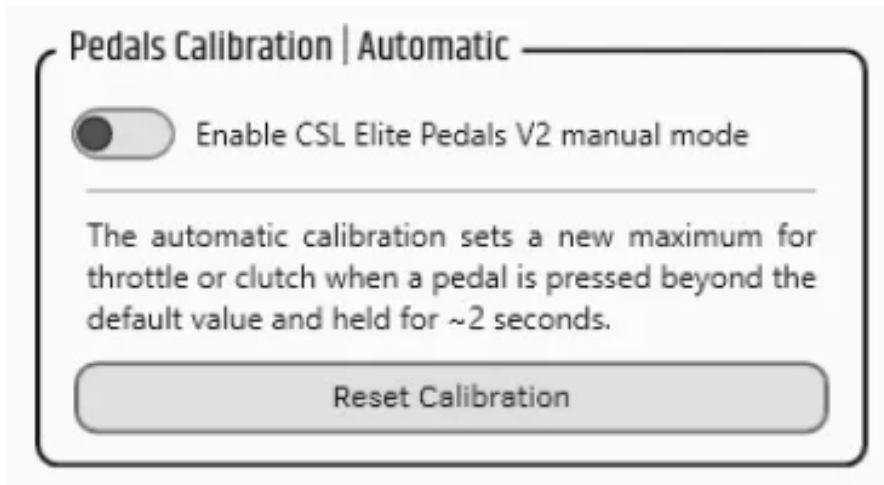 Pedals Calibration | Automatic
Enable CSL Elite Pedals V2 manual mode
The automatic calibration sets a new maximum for
throttle or clutch when a pedal is pressed beyond the
default value and held for ~2 seconds.
Reset Calibration